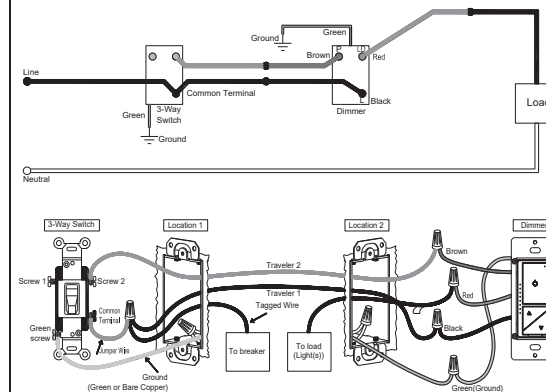 Green
Ground
P
LD
Brown
Red
Line
Common Terminal
L
Black
3-Way
Switch
Dimmer
Green
Ground
Neutral
3-Way Switch
Location 1
Location 2
Brown
Traveler 2
Screw 1
Screw 2
Red
Traveler 1
Tagged Wire
Common
Terminal
Black
Green
screw
Jumper Wire
To breaker
To load
(Light(s))
Ground
(Green or Bare Copper)
Green(Ground)